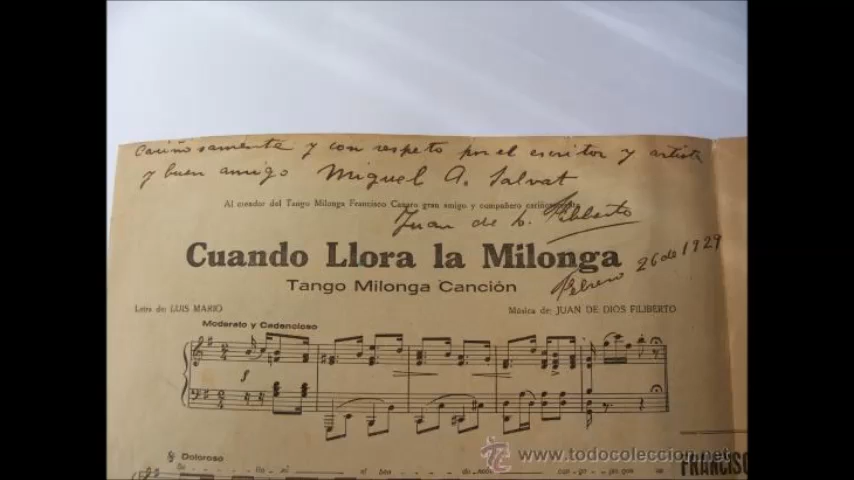 cariñosamente y con respeto por el escritor y artista
y buen amigo Miguel A. Salvat
Al creador del Tango Milonga Francisco Canaro gran amigo y compañero cariñosamente
Juan de D. Filiberto
Cuando Llora la Milonga
Febrero 26 de 1929
Tango Milonga Canción
Letra de: LUIS MARIO
Música de: JUAN DE DIOS FILIBERTO
Moderato y Cadencioso
f
Doloroso
www.todocoleccion.net
FRANCISC